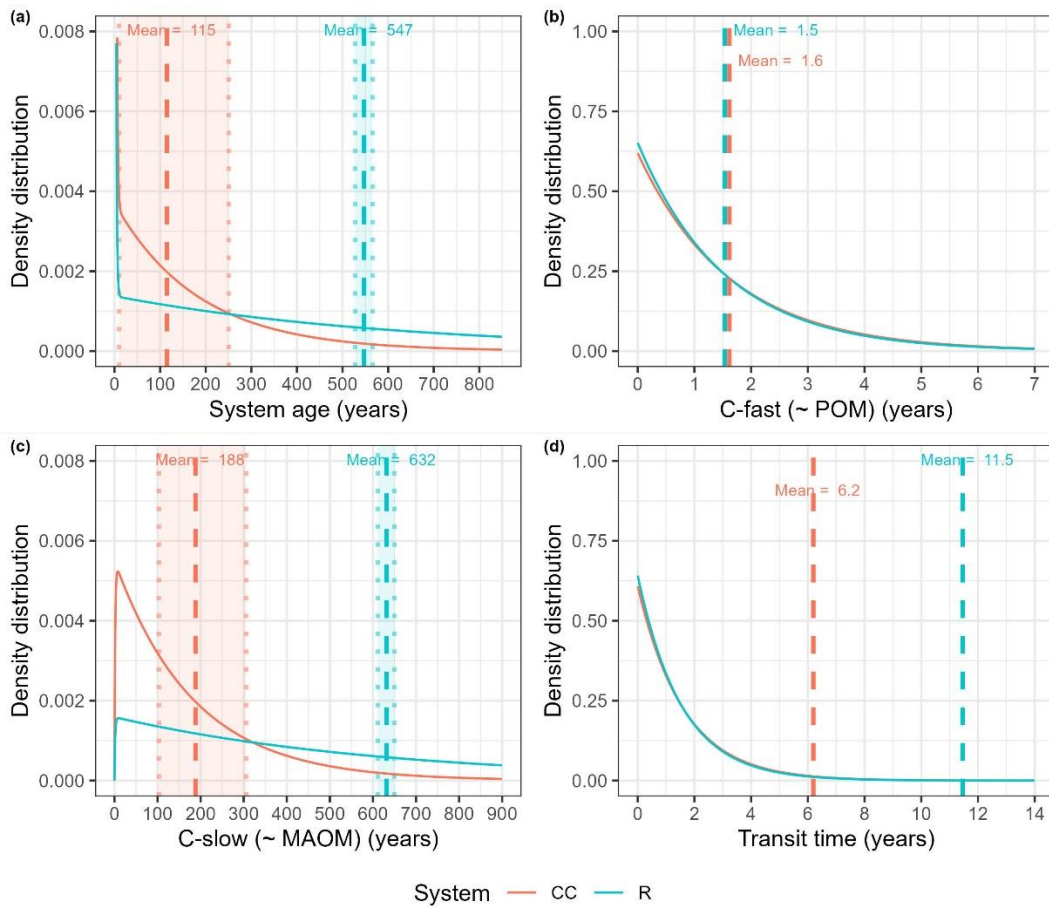 (a)
Mean = 115
Mean = 547
0.008
0.006
0.004
0.002
0.000
Density distribution
0 100 200 300 400 500 600 700 800
System age (years)
(b)
Mean = 1.5
Mean = 1.6
1.00
0.75
0.50
0.25
0.00
Density distribution
0 1 2 3 4 5 6 7
C-fast (~ POM) (years)
(c)
Mean = 188
Mean = 632
0.008
0.006
0.004
0.002
0.000
Density distribution
0 100 200 300 400 500 600 700 800 900
C-slow (~ MAOM) (years)
(d)
Mean = 11.5
Mean = 6.2
1.00
0.75
0.50
0.25
0.00
Density distribution
0 2 4 6 8 10 12 14
Transit time (years)
System CC R